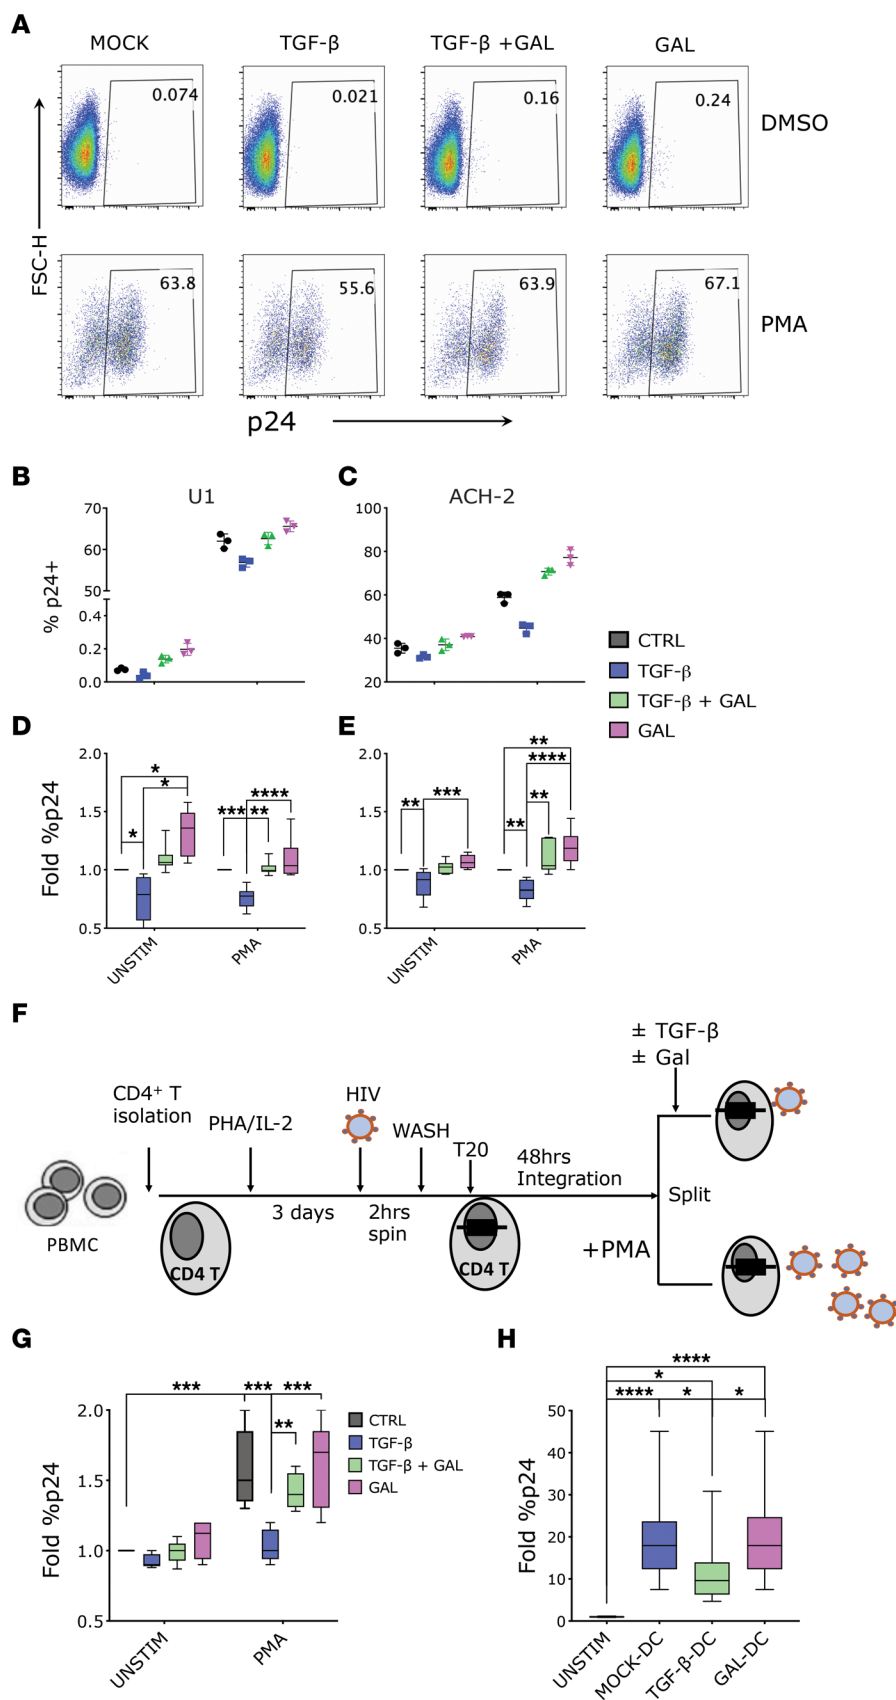 A
MOCK TGF-β TGF-β +GAL GAL
0.074 0.021 0.16 0.24
DMSO
63.8 55.6 63.9 67.1
PMA
FSC-H
p24
B
U1
% p24+
70
60
50
0.4
0.2
0.0
C
ACH-2
100
80
60
40
20
CTRL
TGF-β
TGF-β + GAL
GAL
D
Fold %p24
2.0
1.5
1.0
0.5
*
*
*
****
*** **
UNSTIM PMA
E
2.0
1.5
1.0
0.5
**
****
** *** **
**
UNSTIM PMA
F
± TGF-β
± Gal
CD4+ T
isolation
PHA/IL-2
HIV
WASH
T20
48hrs
Integration
Split
3 days
2hrs
spin
PBMC
CD4 T
CD4 T
+PMA
G
Fold %p24
2.0
1.5
1.0
0.5
*** *** ***
**
CTRL
TGF-β
TGF-β + GAL
GAL
UNSTIM PMA
H
Fold %p24
50
40
30
20
10
0
****
*
**** * *
UNSTIM MOCK-DC TGF-β-DC GAL-DC